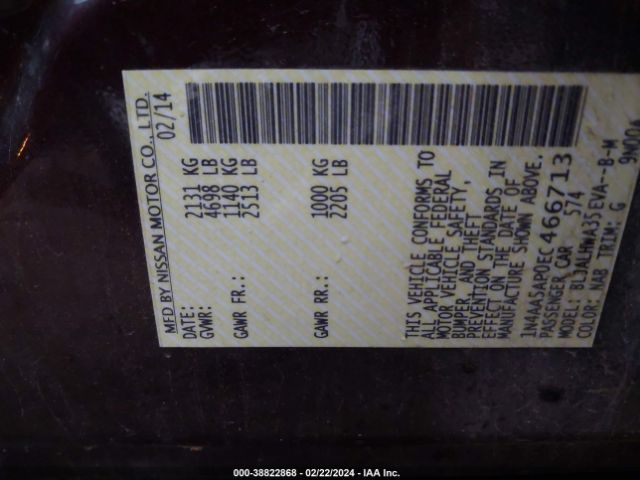 MFD BY NISSAN MOTOR CO., LTD.
DATE: 02/14
GVWR: 2131 KG
4698 LB
GAWR FR.: 1140 KG
2513 LB
GAWR RR.: 1000 KG
2205 LB
THIS VEHICLE CONFORMS TO
ALL APPLICABLE FEDERAL
MOTOR VEHICLE SAFETY,
BUMPER, AND THEFT
PREVENTION STANDARDS IN
EFFECT ON THE DATE OF
MANUFACTURE SHOWN ABOVE.
1N4AA5AP0EC466713
PASSENGER CAR 574
MODEL: BL3ALHWA35EVA--B-M
COLOR: NAB TRIM: G
000-38822868 - 02/22/2024 - IAA Inc.